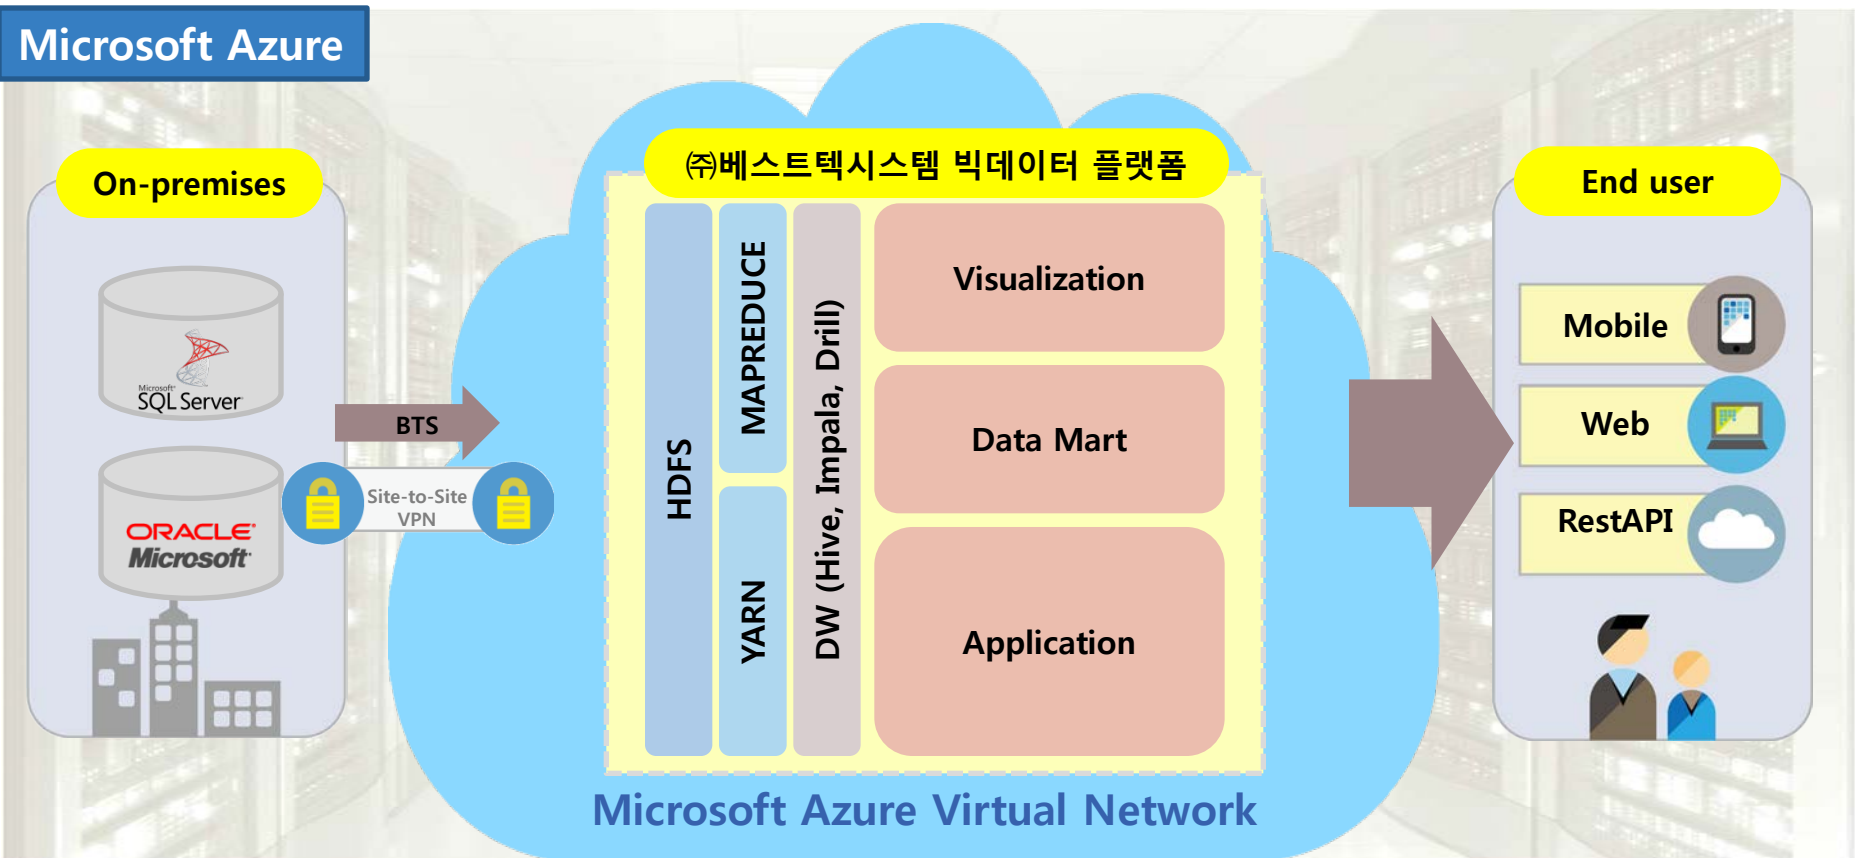 Microsoft Azure
On-premises
Microsoft
SQL Server
ORACLE
Microsoft
BTS
Site-to-Site
VPN
㈜베스트텍시스템 빅데이터 플랫폼
HDFS
MAPREDUCE
YARN
DW (Hive, Impala, Drill)
Visualization
Data Mart
Application
Microsoft Azure Virtual Network
End user
Mobile
Web
RestAPI